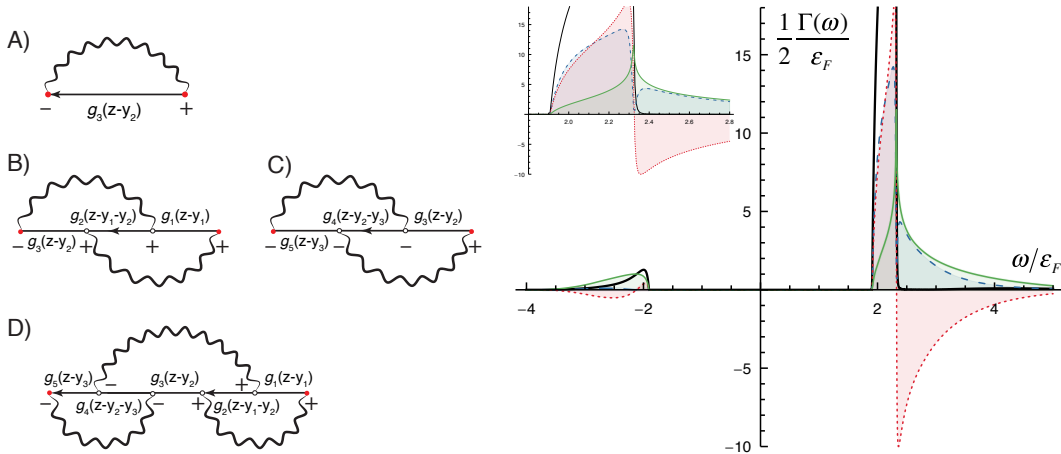 A)
g₃(z-y₂)
− +
B)
g₂(z-y₁-y₂) g₁(z-y₁)
− g₃(z-y₂) + + +
C)
g₄(z-y₂-y₃) g₃(z-y₂)
− g₅(z-y₃) − − +
D)
g₅(z-y₃) − g₃(z-y₂) + g₁(z-y₁)
− g₄(z-y₂-y₃) − + g₂(z-y₁-y₂) +
15
10
5
−5
−10
2.0 2.2 2.4 2.6 2.8
1/2 Γ(ω)/ε_F
15
10
5
ω/ε_F
−4 −2 2 4
−5
−10